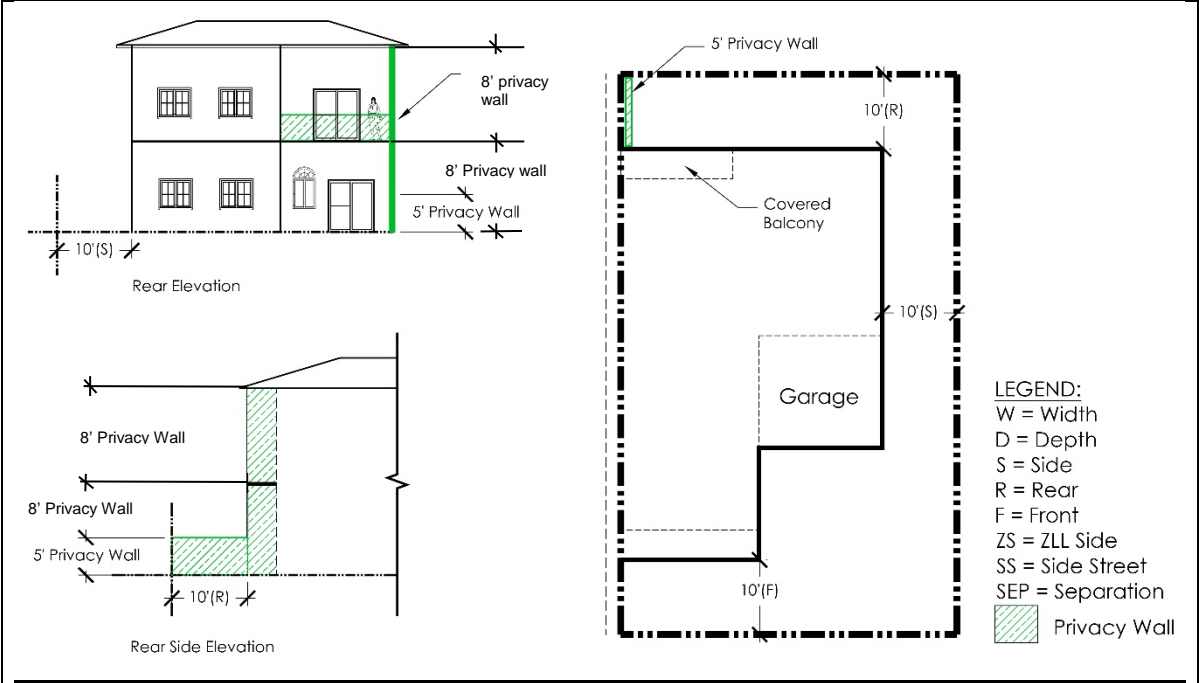 8' privacy
wall
8' Privacy wall
5' Privacy Wall
10'(S)
Rear Elevation
8' Privacy Wall
8' Privacy Wall
5' Privacy Wall
10'(R)
Rear Side Elevation
5' Privacy Wall
10'(R)
Covered
Balcony
10'(S)
Garage
10'(F)
LEGEND:
W = Width
D = Depth
S = Side
R = Rear
F = Front
ZS = ZLL Side
SS = Side Street
SEP = Separation
Privacy Wall